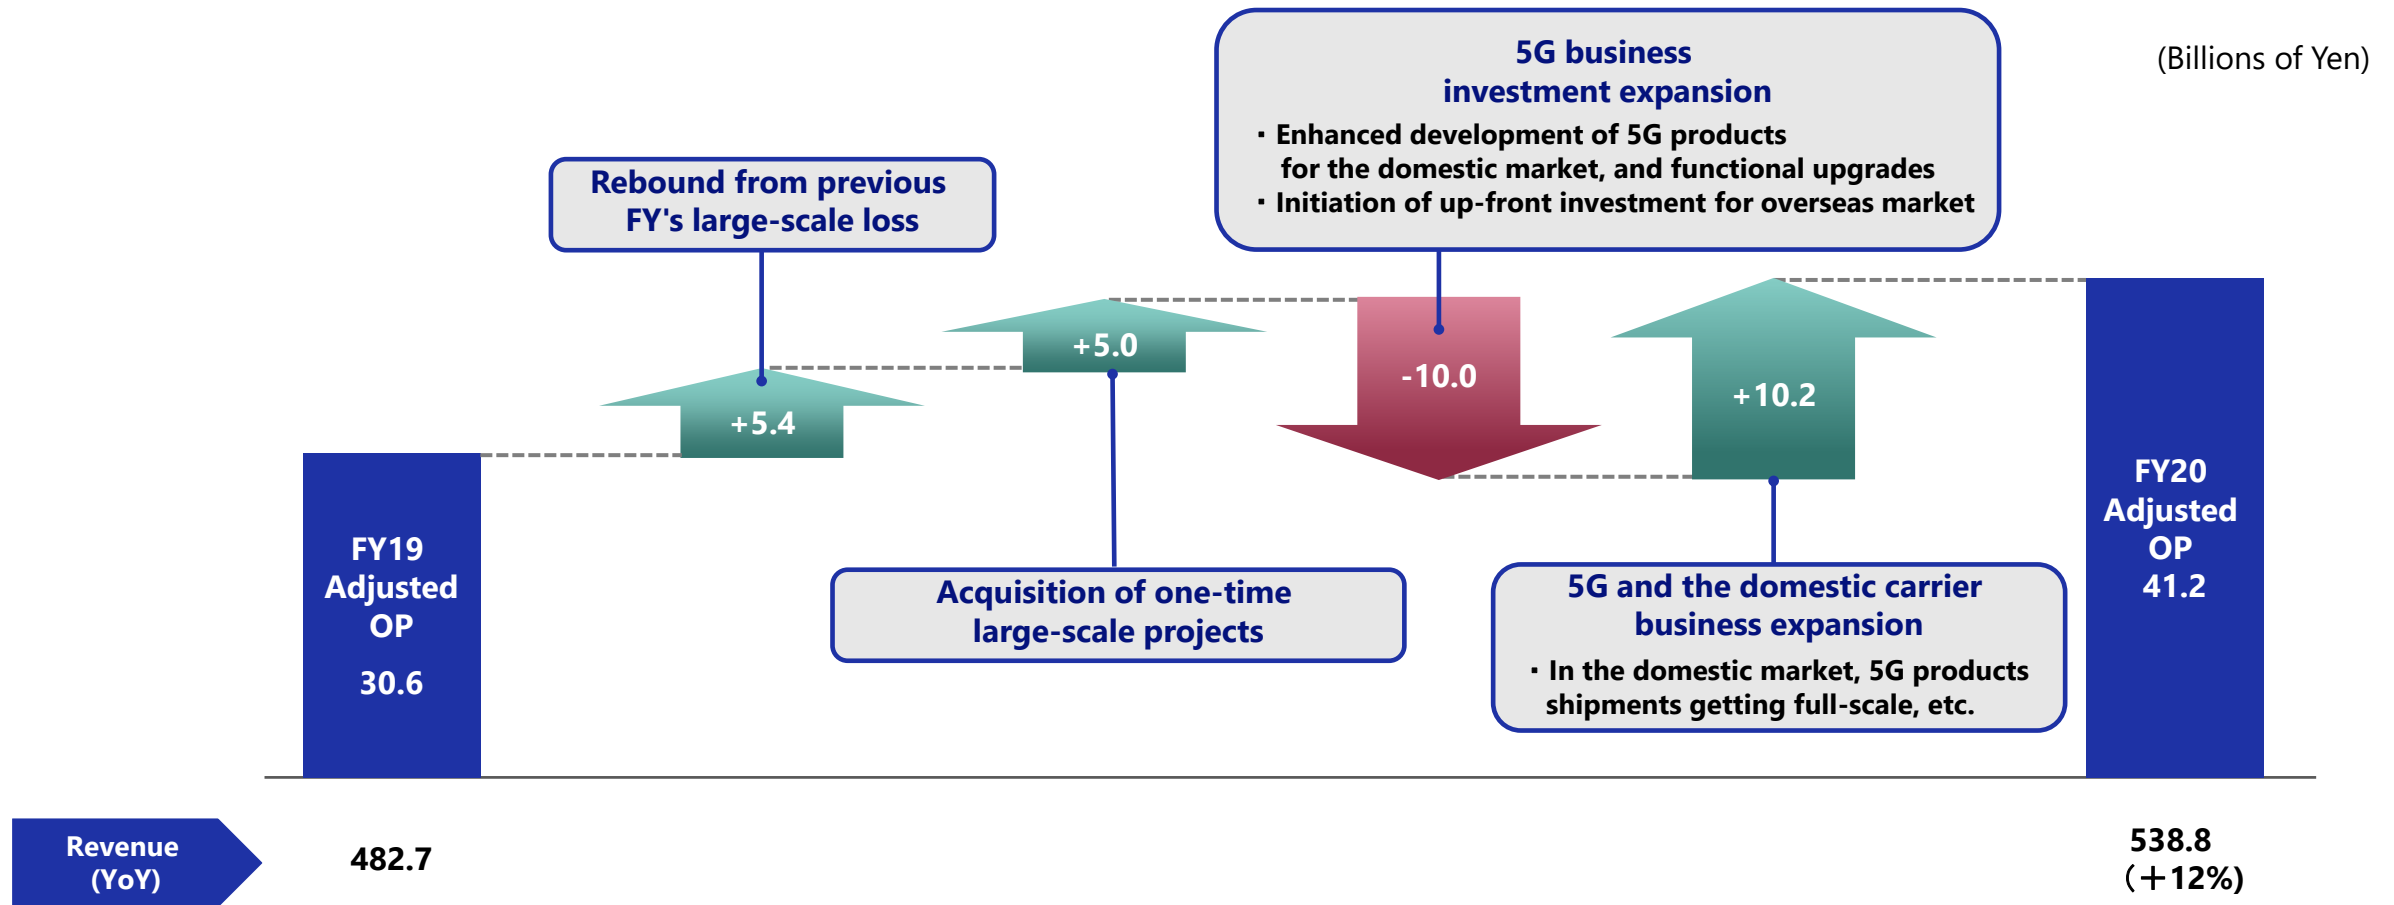 (Billions of Yen)
5G business
investment expansion
・Enhanced development of 5G products
for the domestic market, and functional upgrades
・Initiation of up-front investment for overseas market
Rebound from previous
FY's large-scale loss
+5.4
+5.0
-10.0
+10.2
FY19
Adjusted
OP
30.6
Acquisition of one-time
large-scale projects
5G and the domestic carrier
business expansion
・In the domestic market, 5G products
shipments getting full-scale, etc.
FY20
Adjusted
OP
41.2
Revenue
(YoY)
482.7
538.8
（＋12%)